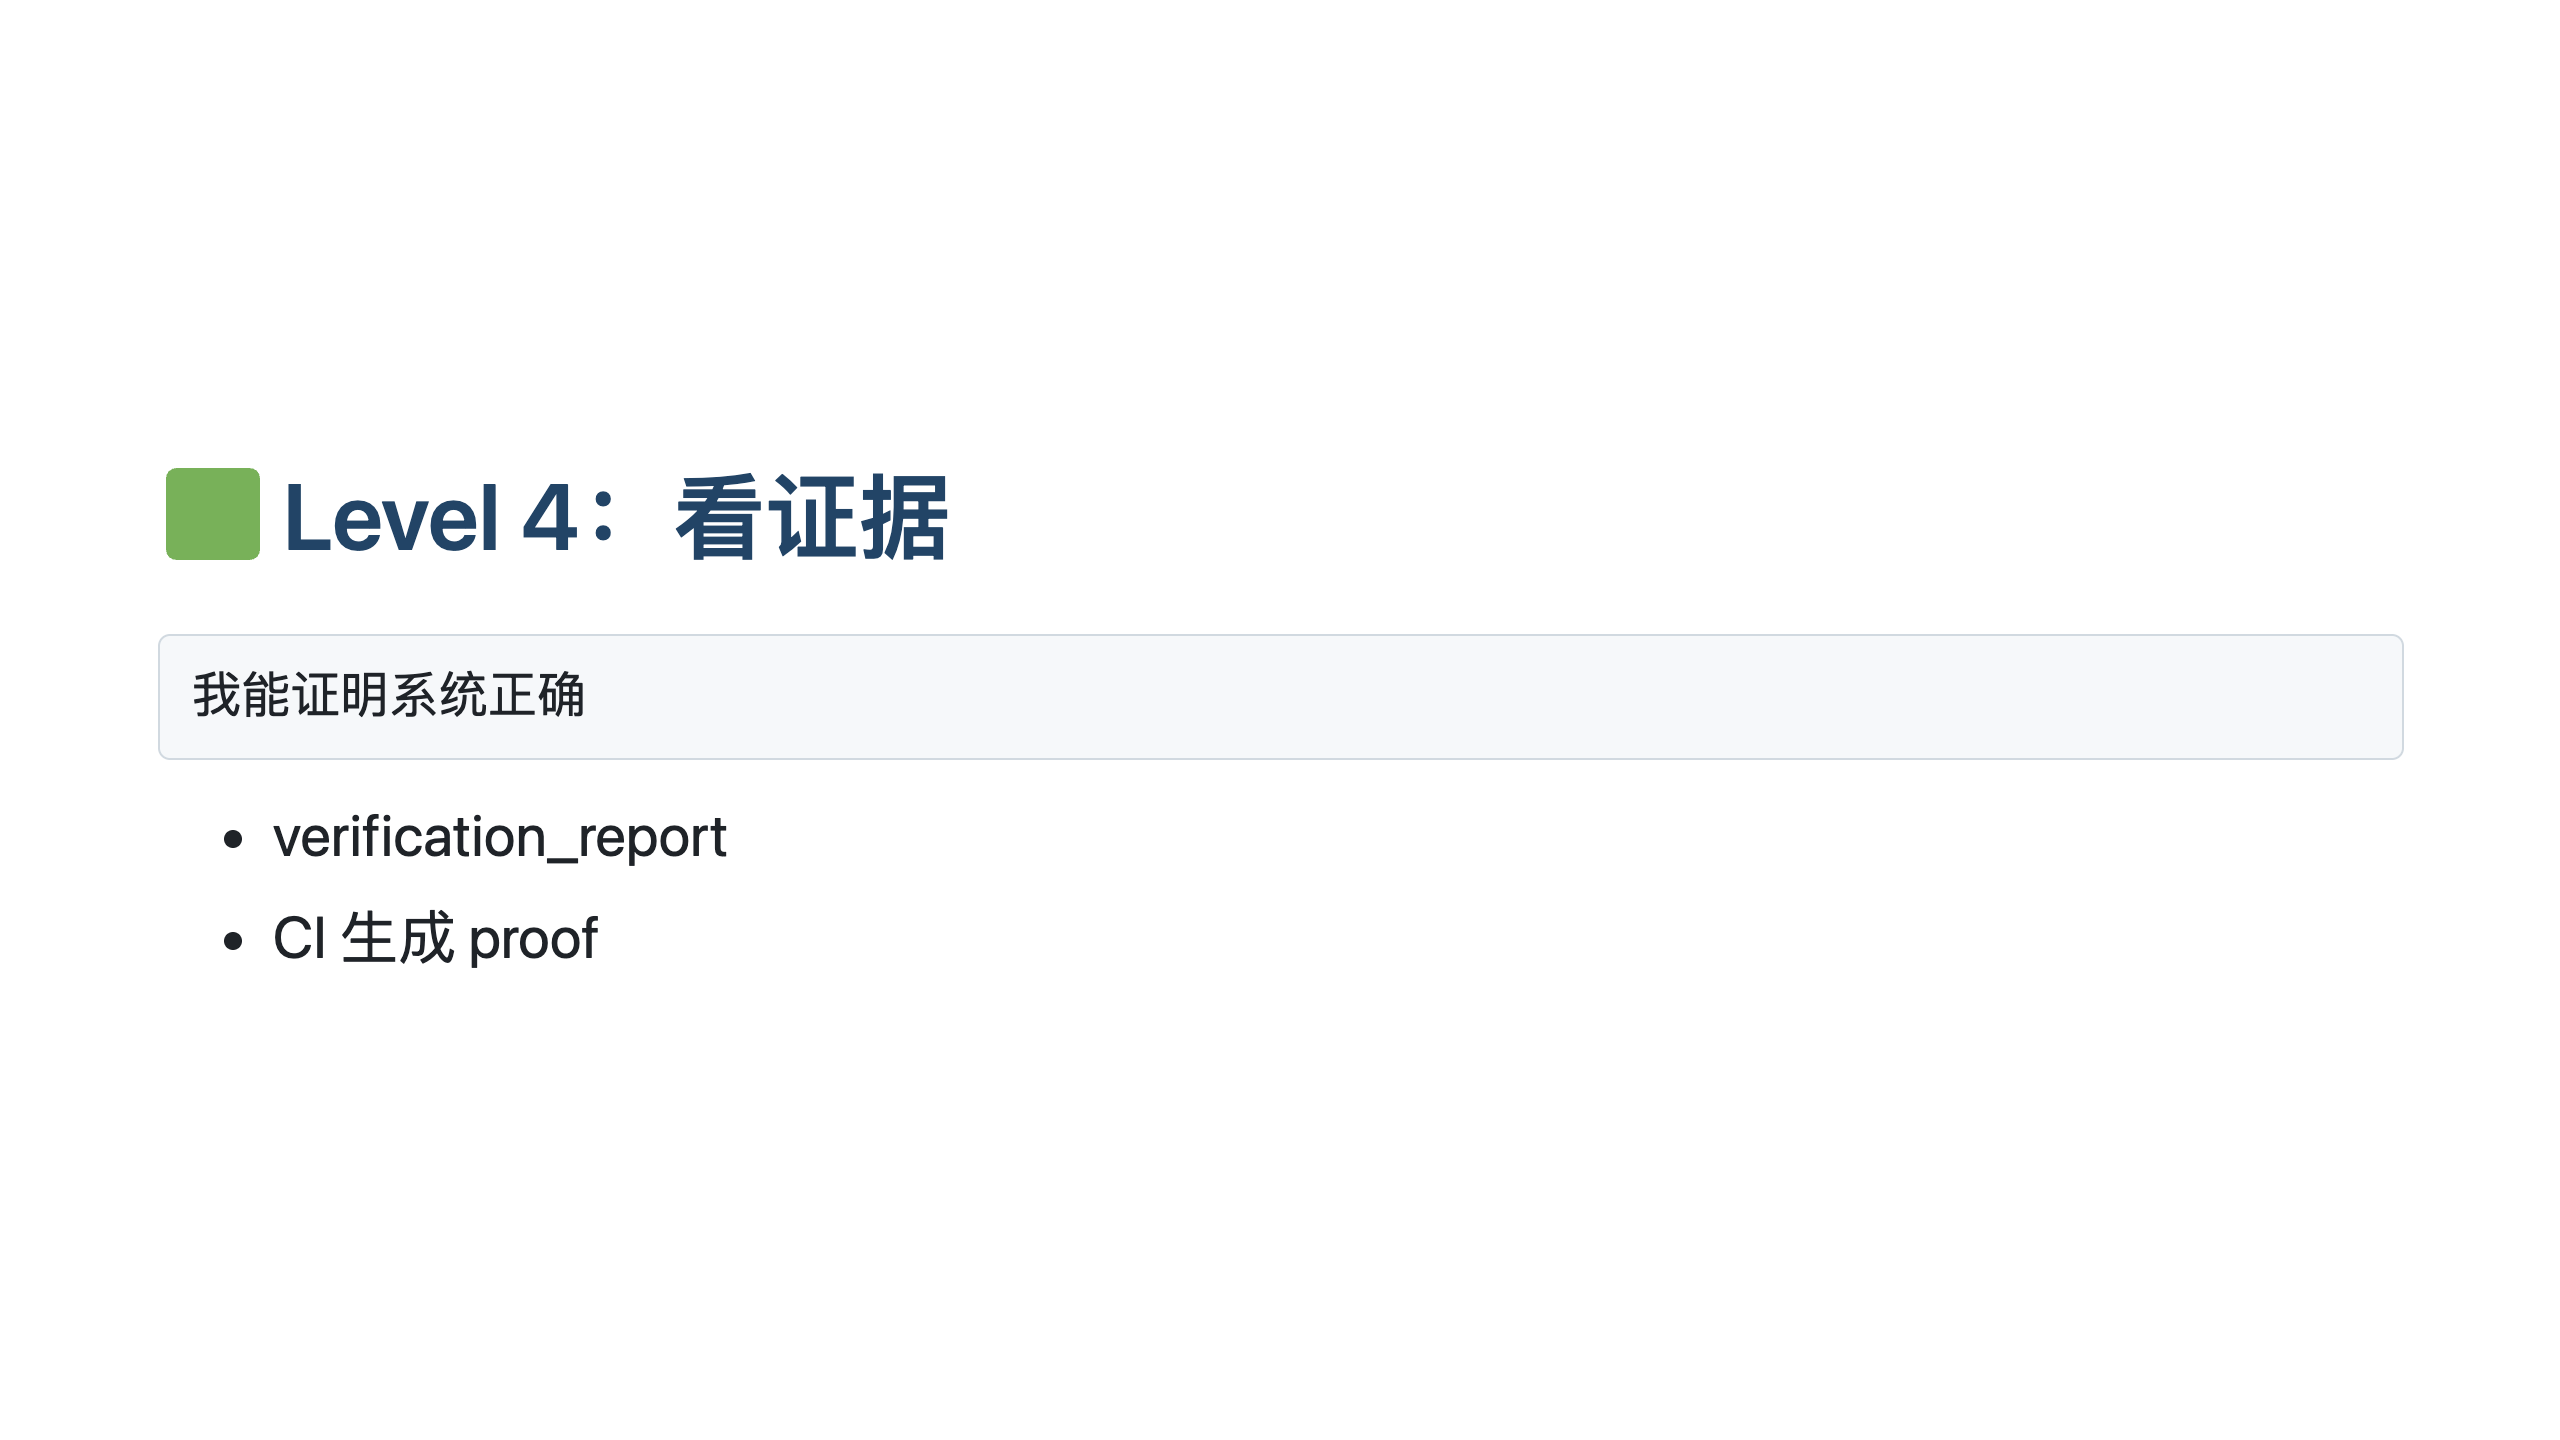 Level 4：看证据
我能证明系统正确
verification_report
CI 生成 proof